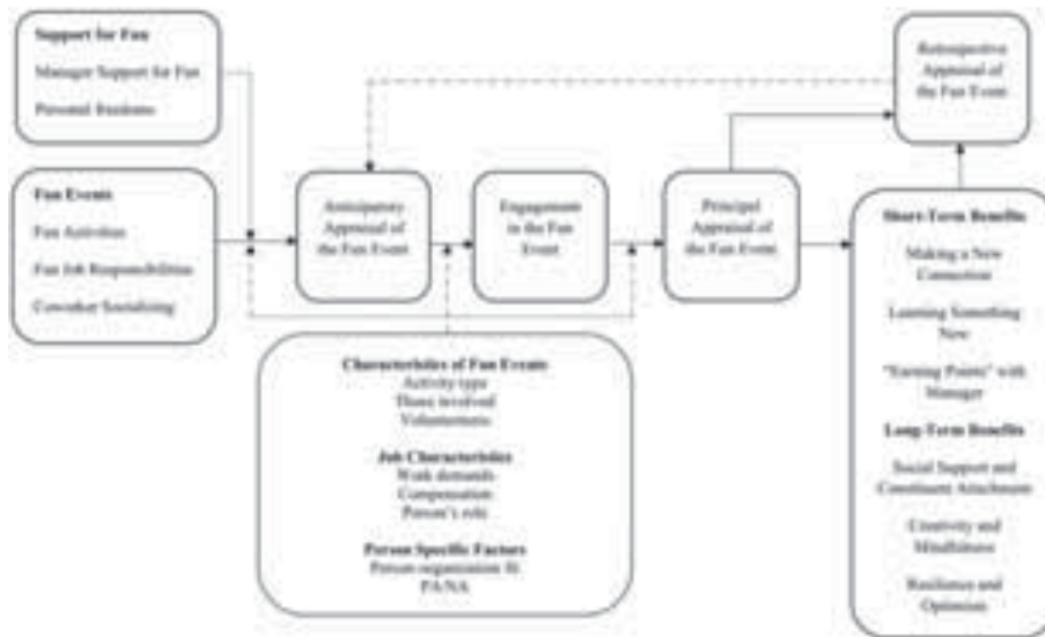 Support for Fun
Manager Support for Fun
Personal freedoms
Fun Events
Fun Activities
Fun Job Responsibilities
Coworker Socializing
Anticipatory
Appraisal of
the Fun Event
Engagement
in the Fun
Event
Principal
Appraisal of
the Fun Event
Retrospective
Appraisal of
the Fun Event
Characteristics of Fun Events
Activity type
Those involved
Voluntariness
Job Characteristics
Work demands
Compensation
Person's role
Person Specific Factors
Person-organization fit
PA/NA
Short-Term Benefits
Making a New
Connection
Learning Something
New
"Earning Points" with
Manager
Long-Term Benefits
Social Support and
Constituent Attachment
Creativity and
Mindfulness
Resilience and
Optimism